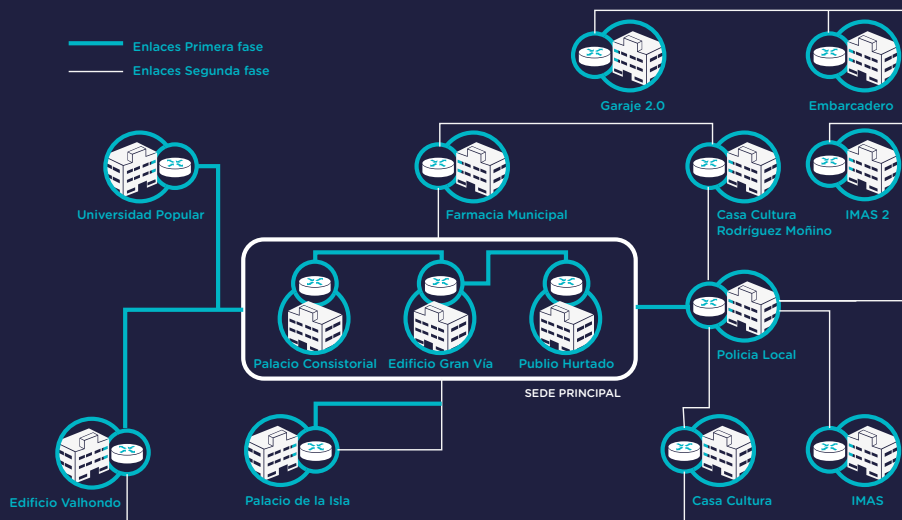 Enlaces Primera fase
Enlaces Segunda fase
Garaje 2.0
Embarcadero
Universidad Popular
Farmacia Municipal
Casa Cultura
Rodríguez Moñino
IMAS 2
Palacio Consistorial
Edificio Gran Vía
Publio Hurtado
Policia Local
SEDE PRINCIPAL
Edificio Valhondo
Palacio de la Isla
Casa Cultura
IMAS